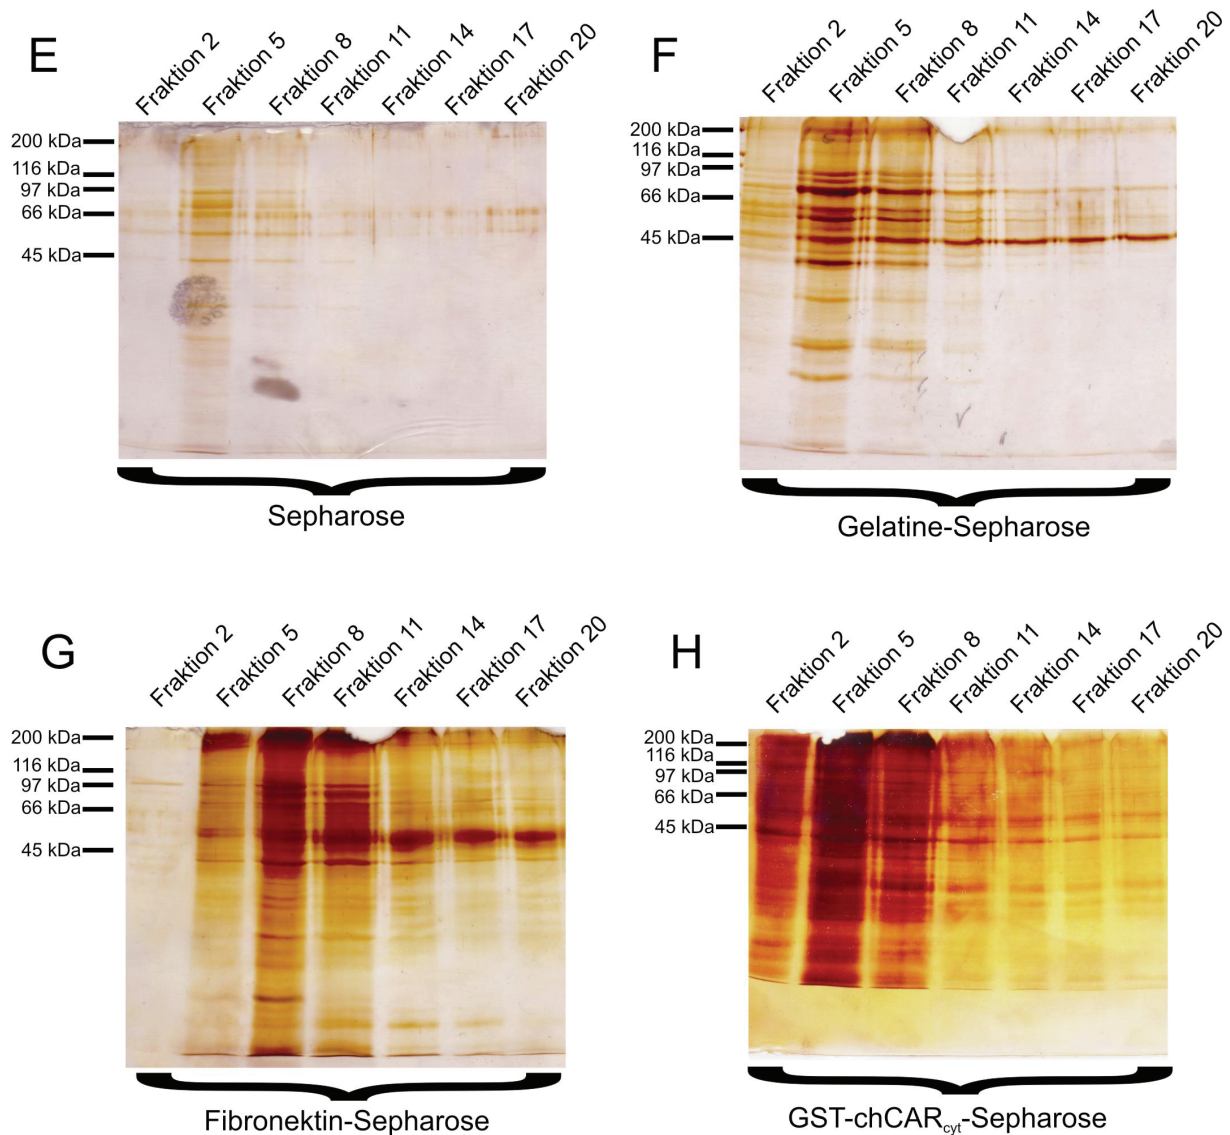 E
Fraktion 2
Fraktion 5
Fraktion 8
Fraktion 11
Fraktion 14
Fraktion 17
Fraktion 20
200 kDa
116 kDa
97 kDa
66 kDa
45 kDa
Sepharose
F
Fraktion 2
Fraktion 5
Fraktion 8
Fraktion 11
Fraktion 14
Fraktion 17
Fraktion 20
200 kDa
116 kDa
97 kDa
66 kDa
45 kDa
Gelatine-Sepharose
G
Fraktion 2
Fraktion 5
Fraktion 8
Fraktion 11
Fraktion 14
Fraktion 17
Fraktion 20
200 kDa
116 kDa
97 kDa
66 kDa
45 kDa
Fibronektin-Sepharose
H
Fraktion 2
Fraktion 5
Fraktion 8
Fraktion 11
Fraktion 14
Fraktion 17
Fraktion 20
200 kDa
116 kDa
97 kDa
66 kDa
45 kDa
GST-chCARcyt-Sepharose